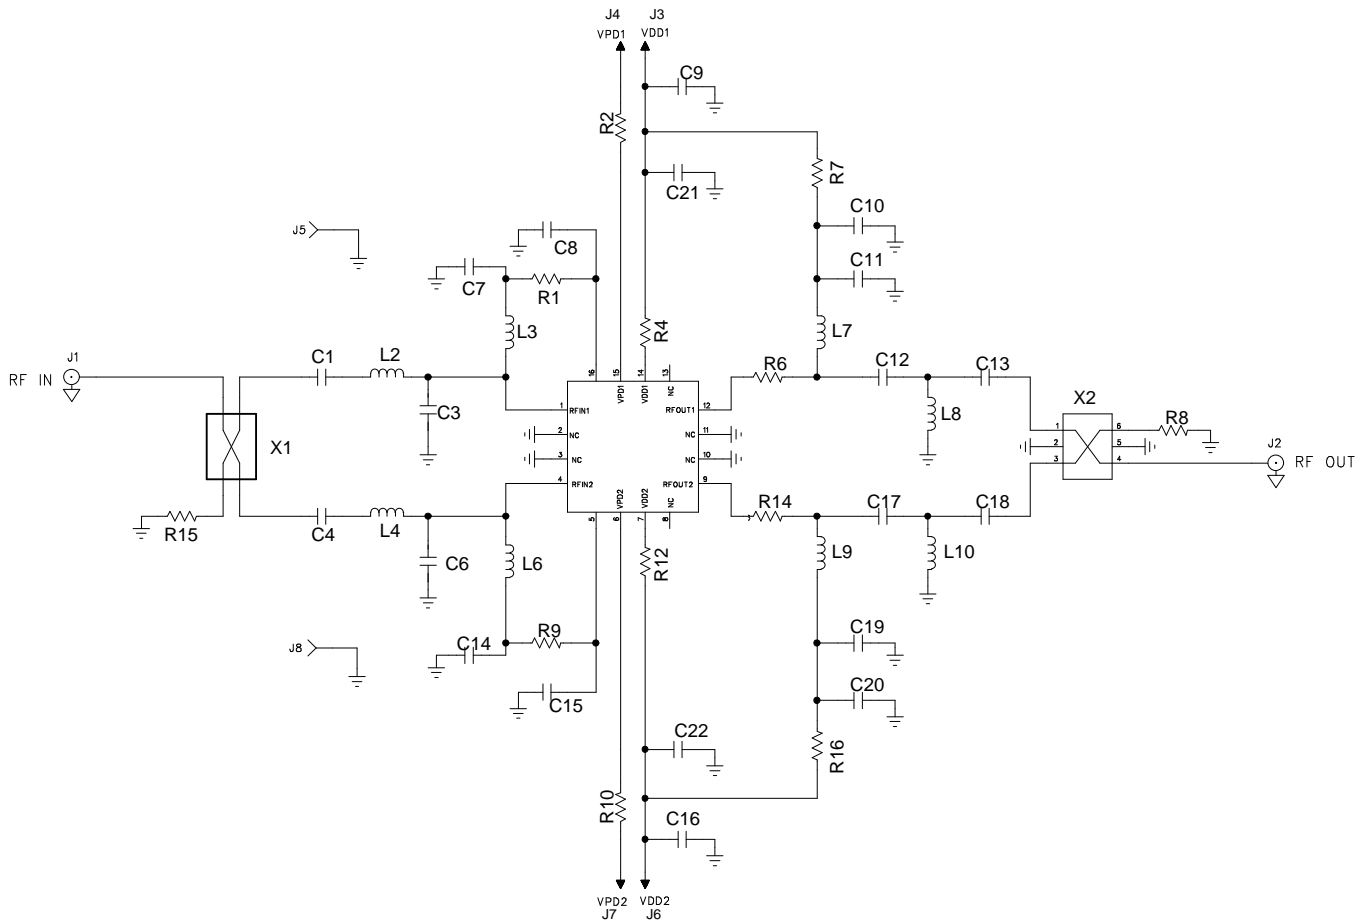 J4 J3
VPD1 VDD1
C9
R2
R7
C21
C10
J5
C8
C11
C7
R1
L3
R4
L7
J1
C1 L2
C12 C13
RF IN
R6
16 15 14 13
VPD1 VDD1 NC
X2
C3
1 RFIN1
RFOUT1 12
L8
R8
2 NC
NC 11
1 6
X1
2 5
J2
3 NC
NC 10
3 4
RF OUT
4 RFIN2
RFOUT2 9
VPD2 VDD2 NC
5 6 7 8
R14
C17 C18
R15
C4 L4
C6
L6
R12
L9
L10
R9
C19
J8
C14
C20
C15
C22
R16
R10
C16
VPD2 VDD2
J7 J6